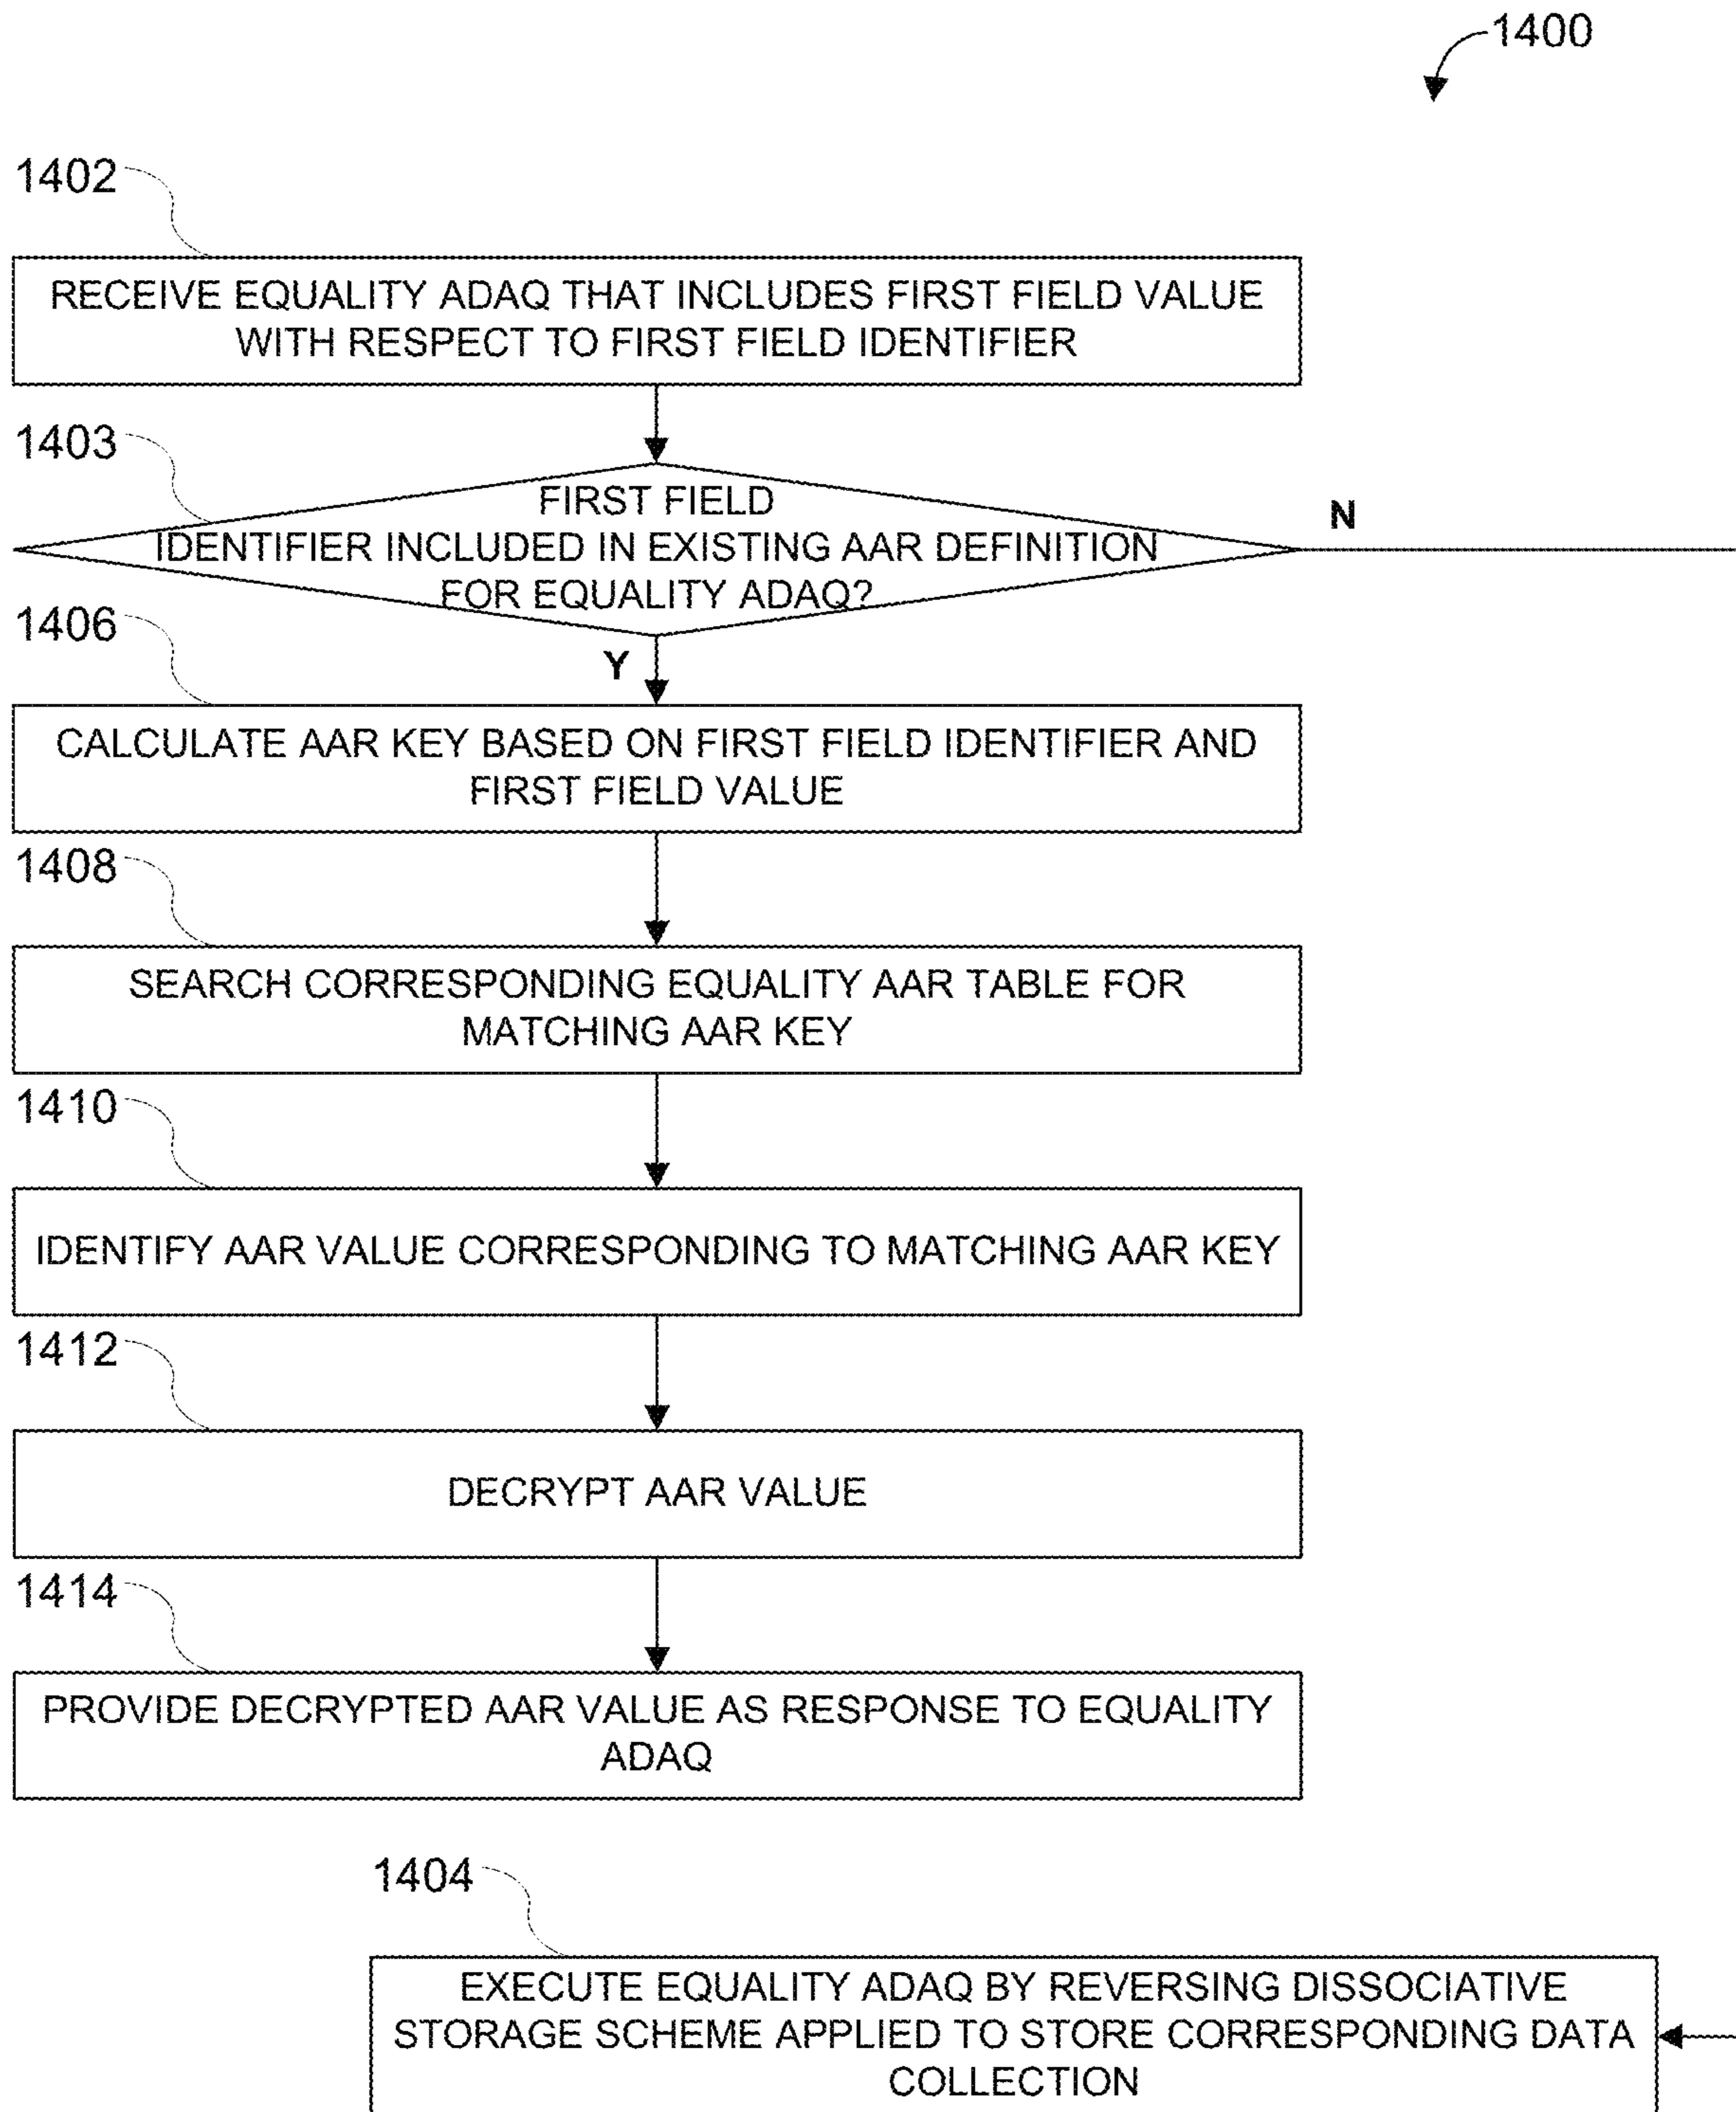 1400
1402
RECEIVE EQUALITY ADAQ THAT INCLUDES FIRST FIELD VALUE
WITH RESPECT TO FIRST FIELD IDENTIFIER
1403
FIRST FIELD
IDENTIFIER INCLUDED IN EXISTING AAR DEFINITION
FOR EQUALITY ADAQ?
N
1406
Y
CALCULATE AAR KEY BASED ON FIRST FIELD IDENTIFIER AND
FIRST FIELD VALUE
1408
SEARCH CORRESPONDING EQUALITY AAR TABLE FOR
MATCHING AAR KEY
1410
IDENTIFY AAR VALUE CORRESPONDING TO MATCHING AAR KEY
1412
DECRYPT AAR VALUE
1414
PROVIDE DECRYPTED AAR VALUE AS RESPONSE TO EQUALITY
ADAQ
1404
EXECUTE EQUALITY ADAQ BY REVERSING DISSOCIATIVE
STORAGE SCHEME APPLIED TO STORE CORRESPONDING DATA
COLLECTION